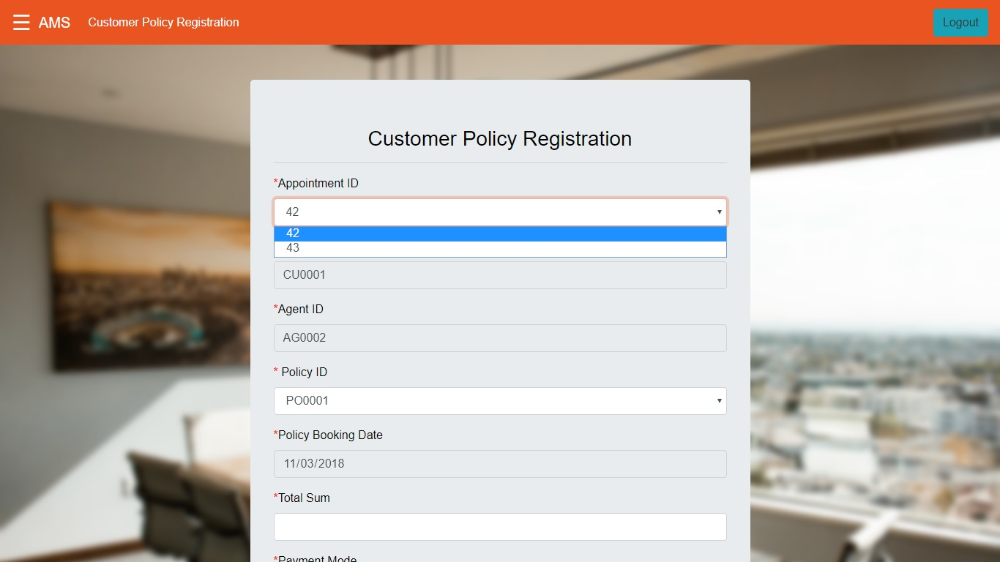 ☰ AMS Customer Policy Registration Logout
Customer Policy Registration
*Appointment ID
42
42
43
CU0001
*Agent ID
AG0002
* Policy ID
PO0001
*Policy Booking Date
11/03/2018
*Total Sum
*Payment Mode